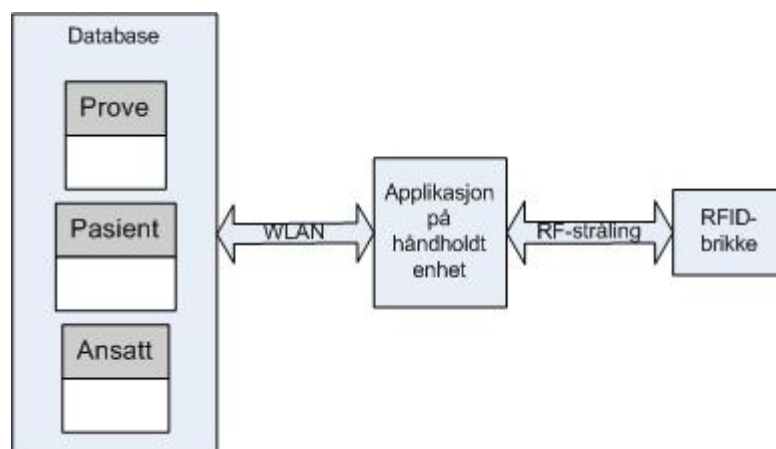 Database
Prove
Pasient
Ansatt
WLAN
Applikasjon
på
håndholdt
enhet
RF-stråling
RFID-
brikke